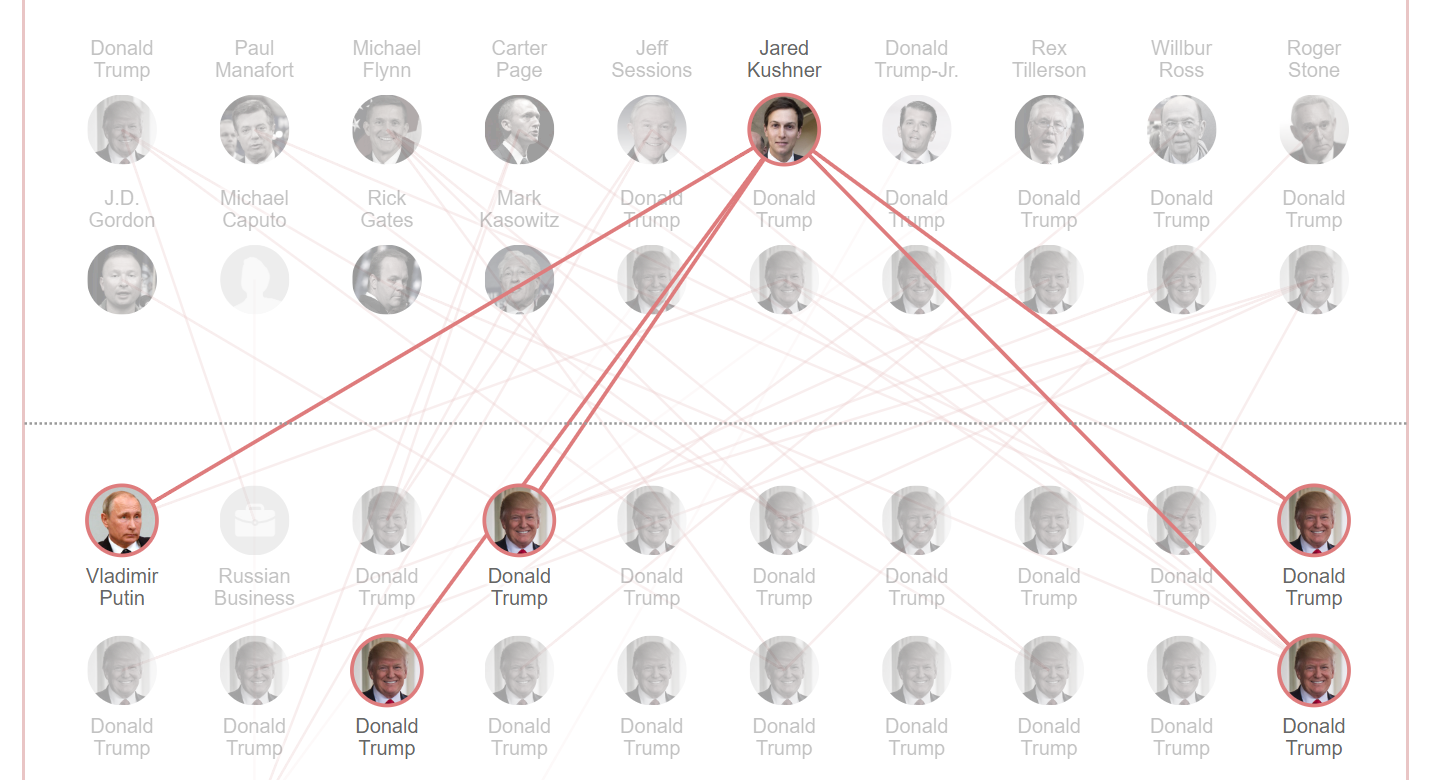 Donald
Trump
Paul
Manafort
Michael
Flynn
Carter
Page
Jeff
Sessions
Jared
Kushner
Donald
Trump-Jr.
Rex
Tillerson
Willbur
Ross
Roger
Stone
J.D.
Gordon
Michael
Caputo
Rick
Gates
Mark
Kasowitz
Donald
Trump
Donald
Trump
Donald
Trump
Donald
Trump
Donald
Trump
Donald
Trump
Vladimir
Putin
Russian
Business
Donald
Trump
Donald
Trump
Donald
Trump
Donald
Trump
Donald
Trump
Donald
Trump
Donald
Trump
Donald
Trump
Donald
Trump
Donald
Trump
Donald
Trump
Donald
Trump
Donald
Trump
Donald
Trump
Donald
Trump
Donald
Trump
Donald
Trump
Donald
Trump